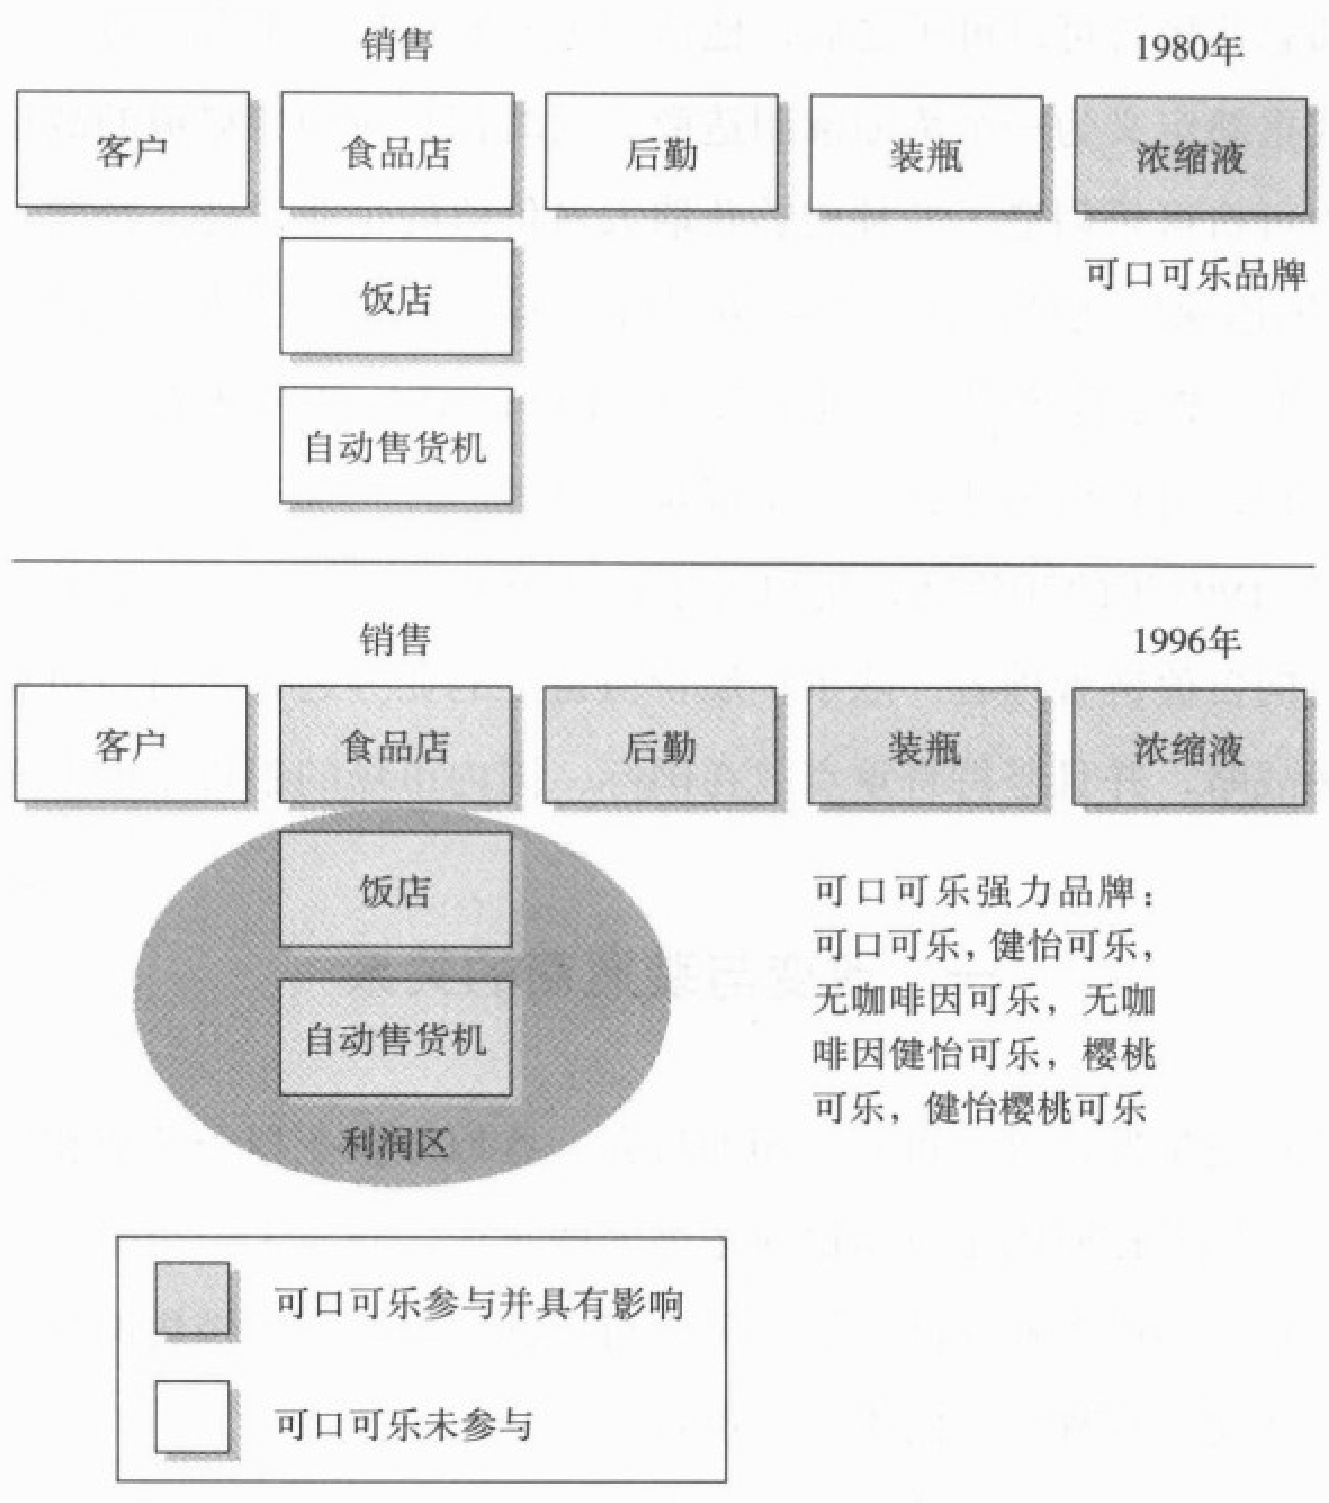 销售
1980年
客户
食品店
后勤
装瓶
浓缩液
可口可乐品牌
饭店
自动售货机
销售
1996年
客户
食品店
后勤
装瓶
浓缩液
饭店
自动售货机
利润区
可口可乐强力品牌：
可口可乐，健怡可乐，
无咖啡因可乐，无咖
啡因健怡可乐，樱桃
可乐，健怡樱桃可乐
可口可乐参与并具有影响
可口可乐未参与